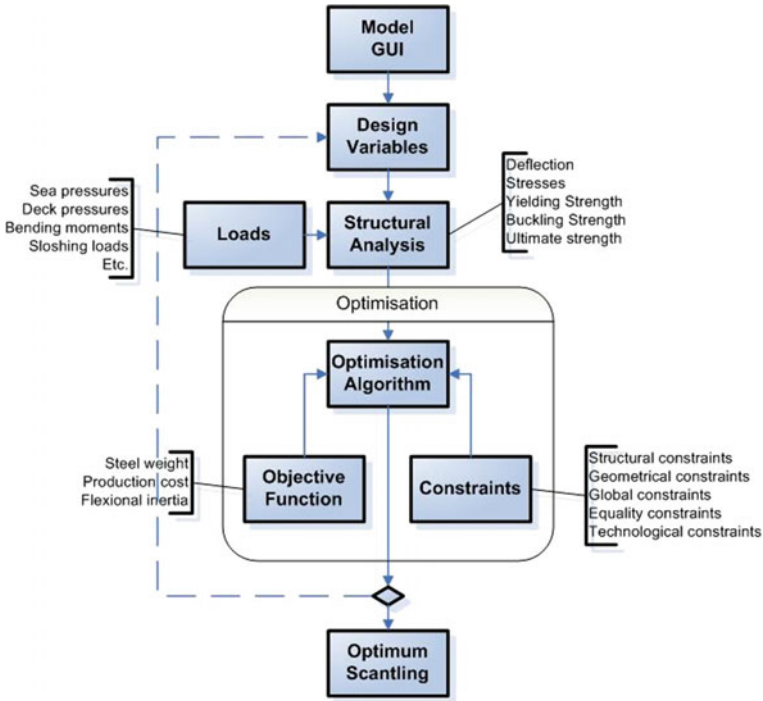 Model
GUI
Design
Variables
Sea pressures
Deck pressures
Bending moments
Sloshing loads
Etc.
Loads
Structural
Analysis
Deflection
Stresses
Yielding Strength
Buckling Strength
Ultimate strength
Optimisation
Optimisation
Algorithm
Steel weight
Production cost
Flexional inertia
Objective
Function
Constraints
Structural constraints
Geometrical constraints
Global constraints
Equality constraints
Technological constraints
Optimum
Scantling